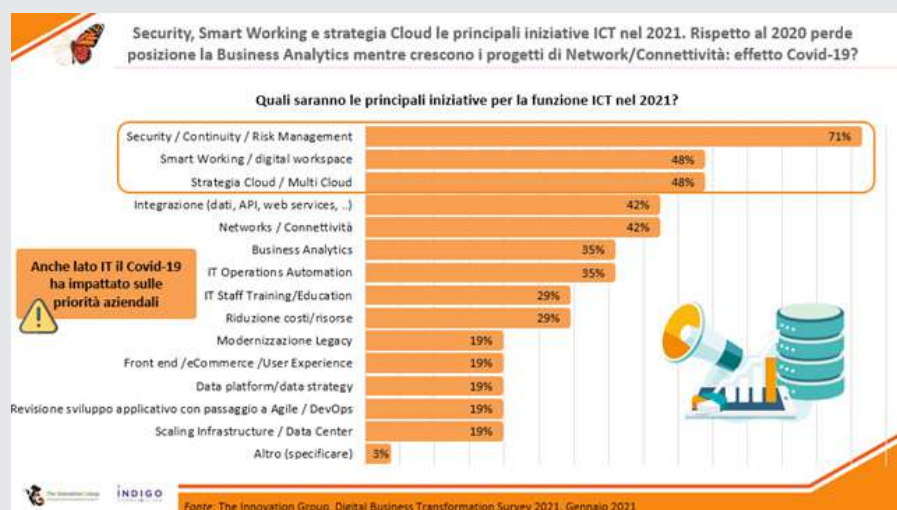 Security, Smart Working e strategia Cloud le principali iniziative ICT nel 2021. Rispetto al 2020 perde
posizione la Business Analytics mentre crescono i progetti di Network/Connettività: effetto Covid-19?
Quali saranno le principali iniziative per la funzione ICT nel 2021?
Security / Continuity / Risk Management 71%
Smart Working / digital workspace 48%
Strategia Cloud / Multi Cloud 48%
Integrazione (dati, API, web services, ..) 42%
Networks / Connettività 42%
Business Analytics 35%
IT Operations Automation 35%
IT Staff Training/Education 29%
Riduzione costi/risorse 29%
Modernizzazione Legacy 19%
Front end /eCommerce /User Experience 19%
Data platform/data strategy 19%
Revisione sviluppo applicativo con passaggio a Agile / DevOps 19%
Scaling Infrastructure / Data Center 19%
Altro (specificare) 3%
Anche lato IT il Covid-19
ha impattato sulle
priorità aziendali
The Innovation Group
INDIGO
Fonte: The Innovation Group, Digital Business Transformation Survey 2021, Gennaio 2021